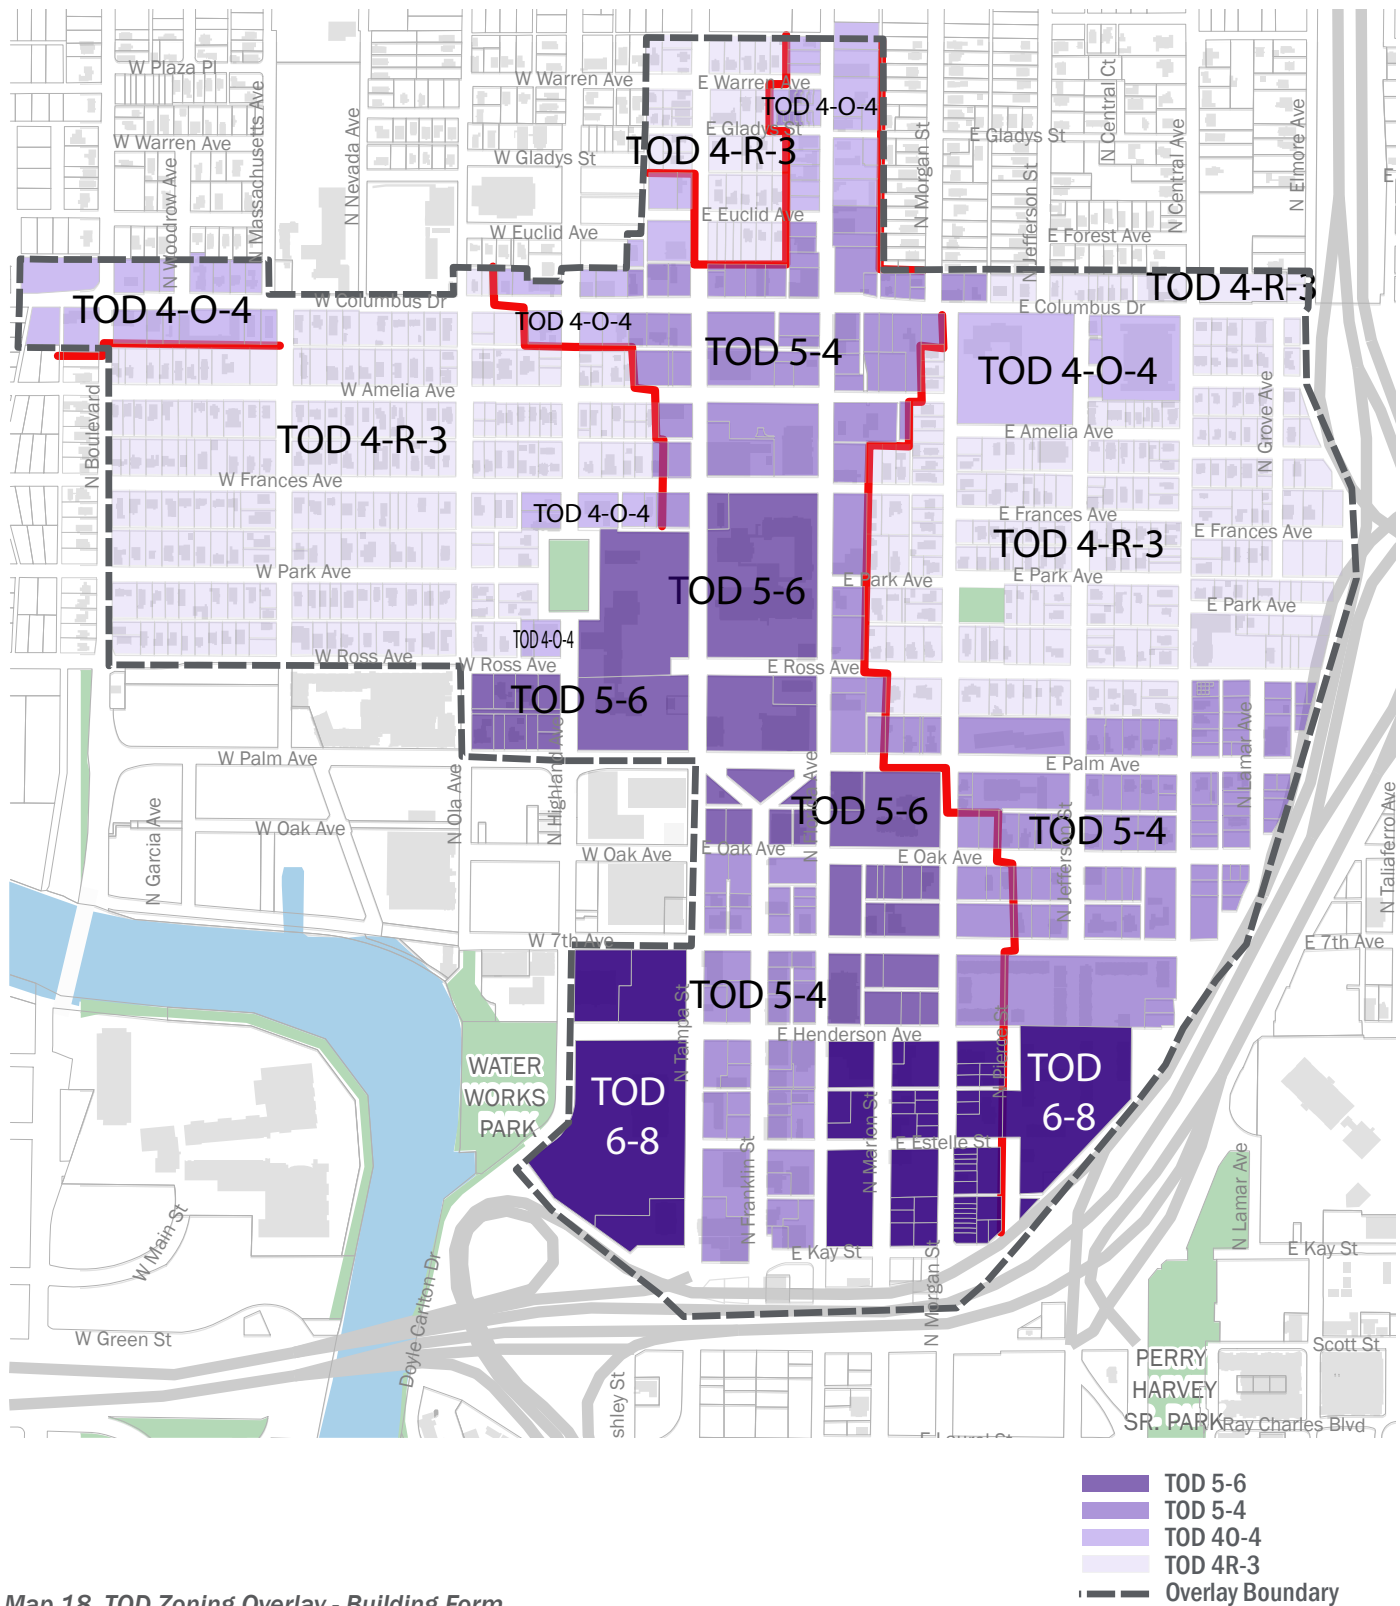 W Plaza Pl
W Warren Ave
E Warren Ave
TOD 4-O-4
N Central Ct
W Warren Ave
N Massadhusetts Ave
N Nevada Ave
W Gladys St
E Gladys St
TOD 4-R-3
N Morgan St
E Gladys St
N Central Ave
N Elmore Ave
N Woodrow Ave
W Euclid Ave
E Euclid Ave
N Jefferson St
E Forest Ave
TOD 4-O-4
W Columbus Dr
TOD 4-O-4
E Columbus Dr
TOD 4-R-3
TOD 5-4
TOD 4-O-4
W Amelia Ave
N Boulevard
TOD 4-R-3
E Amelia Ave
N Grove Ave
W Frances Ave
TOD 4-O-4
E Frances Ave
E Frances Ave
TOD 4-R-3
W Park Ave
TOD 5-6
E Park Ave
E Park Ave
E Park Ave
TOD 4-O-4
W Ross Ave
W Ross Ave
E Ross Ave
TOD 5-6
N Highland Ave
N Lamar Ave
W Palm Ave
E Palm Ave
TOD 5-6
TOD 5-4
N Garcia Ave
W Oak Ave
N Ola Ave
W Oak Ave
E Oak Ave
E Oak Ave
N Jefferson St
N Taliaferro Ave
W 7th Ave
E 7th Ave
TOD 5-4
N Tampa St
E Henderson Ave
N Pierce St
WATER
WORKS
PARK
TOD
6-8
TOD
6-8
N Marion St
E Estelle St
N Franklin St
N Lamar Ave
W Main St
E Kay St
E Kay St
Doyle Carlton Dr
N Morgan St
W Green St
Scott St
PERRY
HARVEY
SR. PARK
Ray Charles Blvd
shley St
TOD 5-6
TOD 5-4
TOD 4O-4
TOD 4R-3
Overlay Boundary
Map 18. TOD Zoning Overlay - Building Form